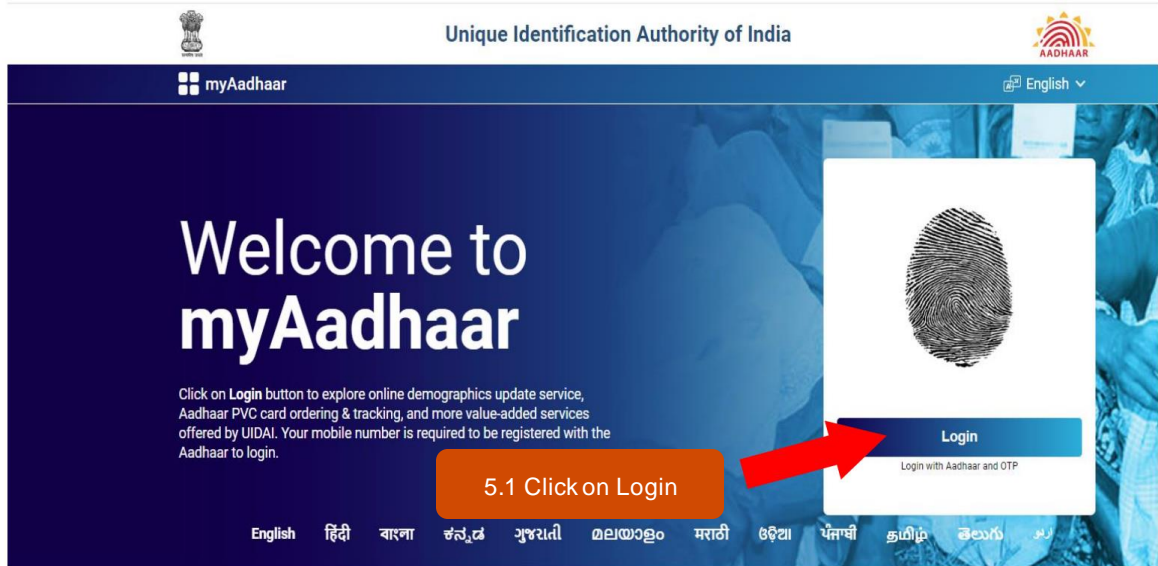 Unique Identification Authority of India
AADHAAR
myAadhaar
English
Welcome to
myAadhaar
Click on Login button to explore online demographics update service,
Aadhaar PVC card ordering & tracking, and more value-added services
offered by UIDAI. Your mobile number is required to be registered with the
Aadhaar to login.
Login
Login with Aadhaar and OTP
5.1 Click on Login
English हिंदी বাংলা ಕನ್ನಡ ગુજરાતી മലയാളം मराठी ଓଡ଼ିଆ ਪੰਜਾਬੀ தமிழ் తెలుగు اردو